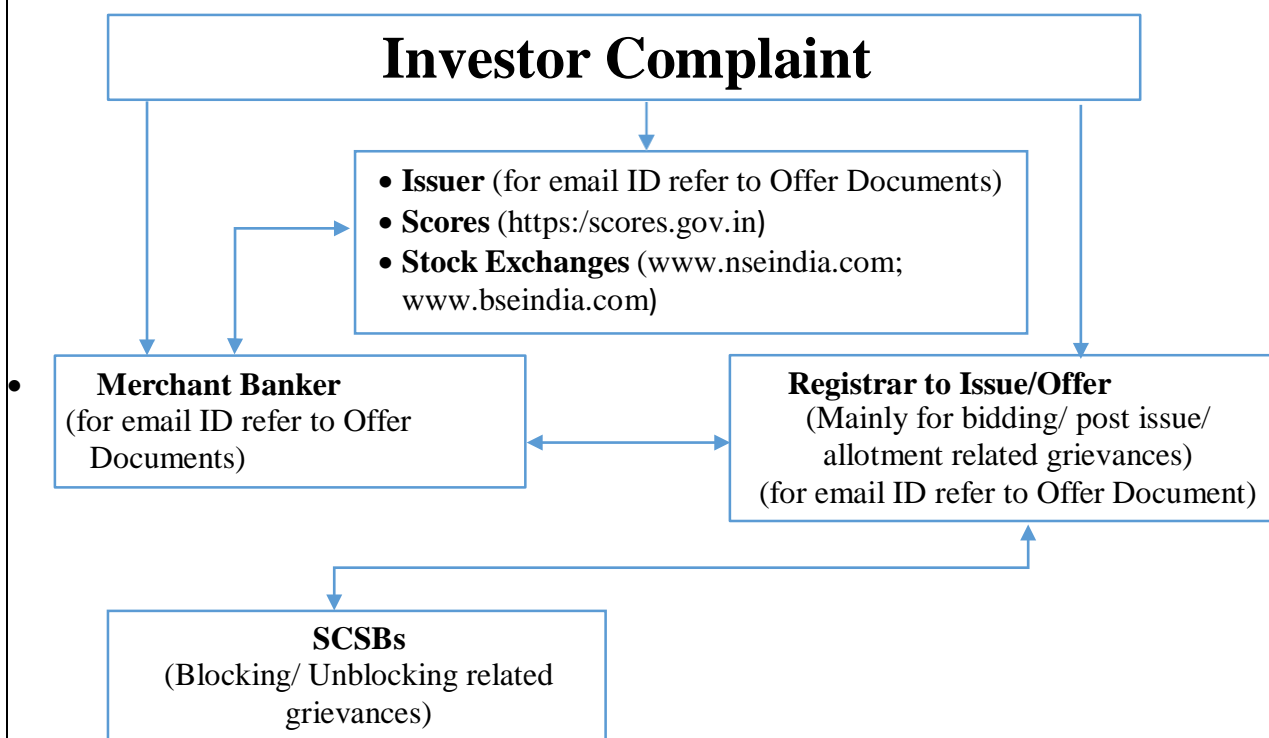 Investor Complaint
• Issuer (for email ID refer to Offer Documents)
• Scores (https:/scores.gov.in)
• Stock Exchanges (www.nseindia.com;
www.bseindia.com)
• Merchant Banker
(for email ID refer to Offer
Documents)
Registrar to Issue/Offer
(Mainly for bidding/ post issue/
allotment related grievances)
(for email ID refer to Offer Document)
SCSBs
(Blocking/ Unblocking related
grievances)